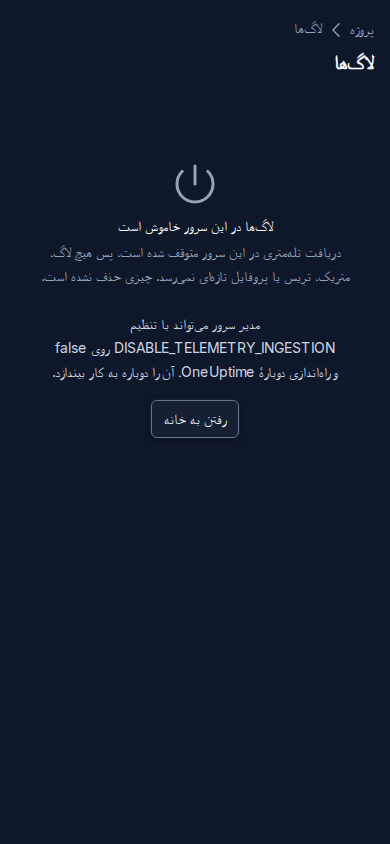 پروژه
لاگ‌ها
لاگ‌ها
لاگ‌ها در این سرور خاموش است
دریافت تله‌متری در این سرور متوقف شده است، پس هیچ لاگ،
متریک، تریس یا پروفایل تازه‌ای نمی‌رسد. چیزی حذف نشده است.
مدیر سرور می‌تواند با تنظیم
DISABLE_TELEMETRY_INGESTION روی false
و راه‌اندازی دوبارهٔ OneUptime، آن را دوباره به کار بیندازد.
رفتن به خانه